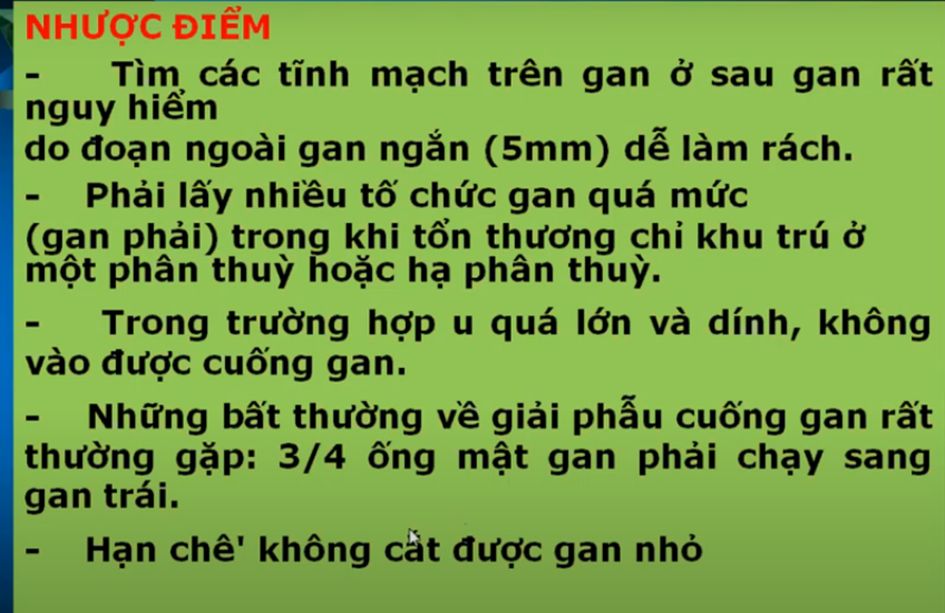 NHƯỢC ĐIỂM
- Tìm các tĩnh mạch trên gan ở sau gan rất
nguy hiểm
do đoạn ngoài gan ngắn (5mm) dễ làm rách.
- Phải lấy nhiều tổ chức gan quá mức
(gan phải) trong khi tổn thương chỉ khu trú ở
một phân thuỳ hoặc hạ phân thuỳ.
- Trong trường hợp u quá lớn và dính, không
vào được cuống gan.
- Những bất thường về giải phẫu cuống gan rất
thường gặp: 3/4 ống mật gan phải chạy sang
gan trái.
- Hạn chê' không cắt được gan nhỏ